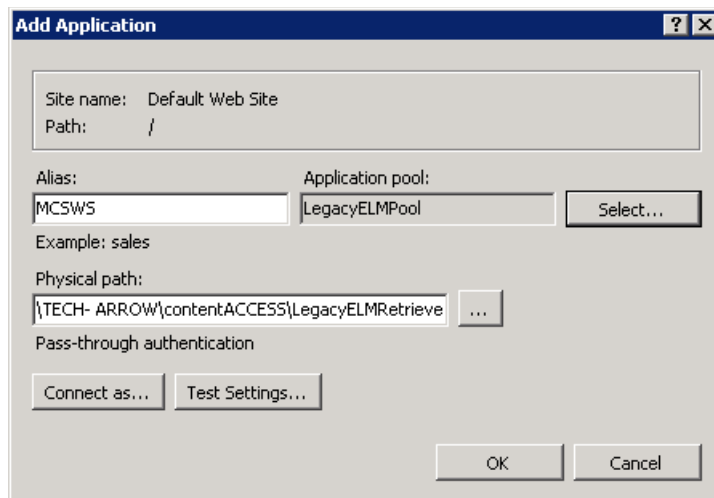 Add Application
? X
Site name: Default Web Site
Path: /
Alias: Application pool:
MCSWS LegacyELMPool Select...
Example: sales
Physical path:
\TECH- ARROW\contentACCESS\LegacyELMRetrieve ...
Pass-through authentication
Connect as... Test Settings...
OK Cancel